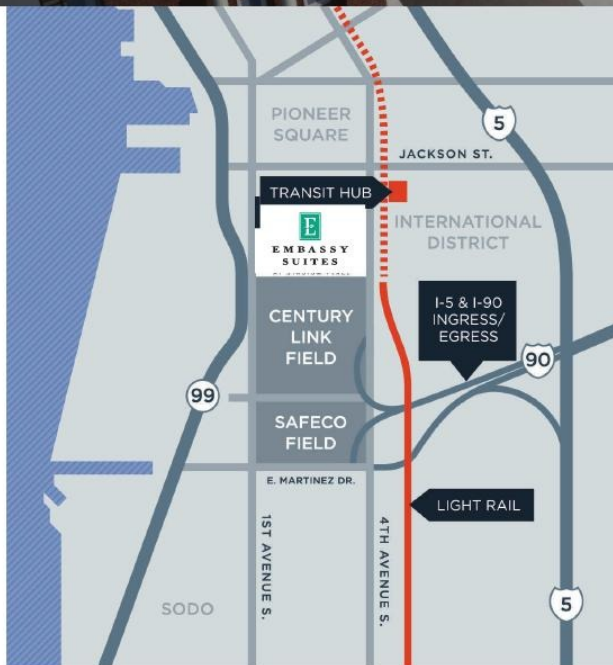 PIONEER
SQUARE
5
JACKSON ST.
TRANSIT HUB
INTERNATIONAL
DISTRICT
E
EMBASSY
SUITES
CENTURY
LINK
FIELD
I-5 & I-90
INGRESS/
EGRESS
90
99
SAFECO
FIELD
E. MARTINEZ DR.
LIGHT RAIL
1ST AVENUE S.
4TH AVENUE S.
SODO
5